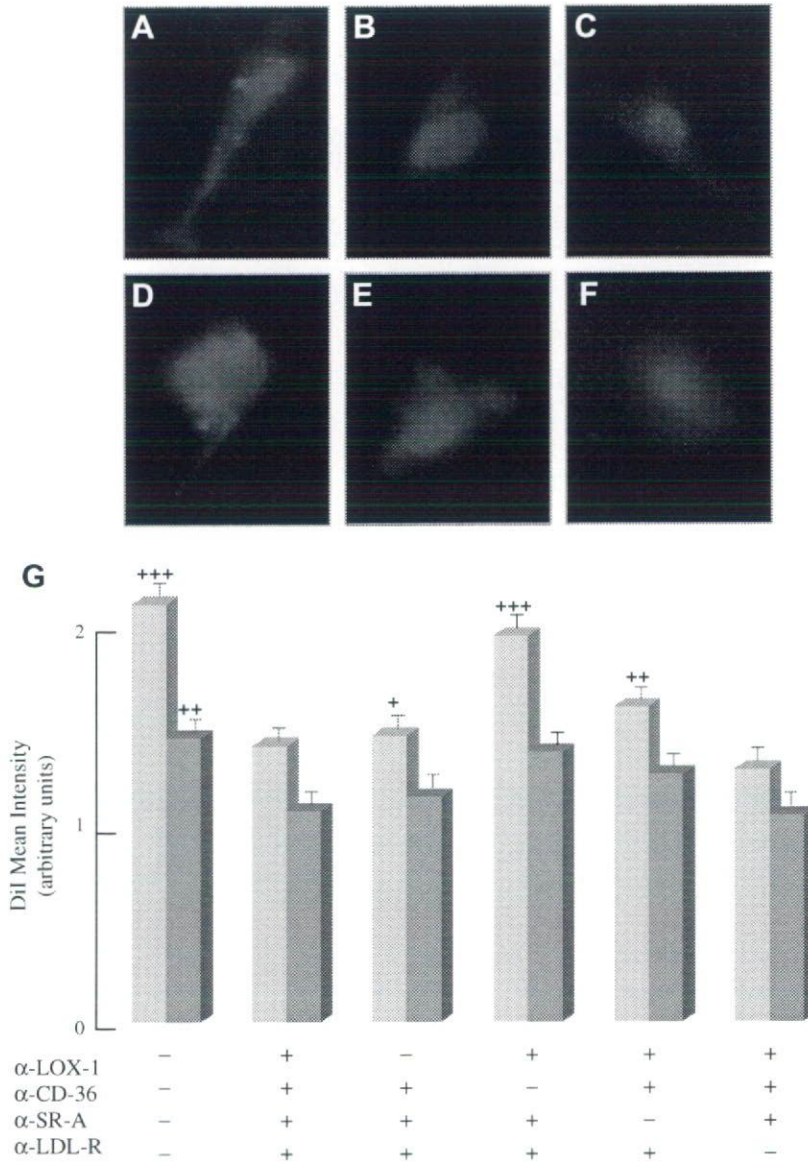 A B C
D E F
G
+++ ++ + +++ ++
2
1
0
DiI Mean Intensity
(arbitrary units)
α-LOX-1 − + − + + +
α-CD-36 − + + − + +
α-SR-A − + + + − +
α-LDL-R − + + + + −